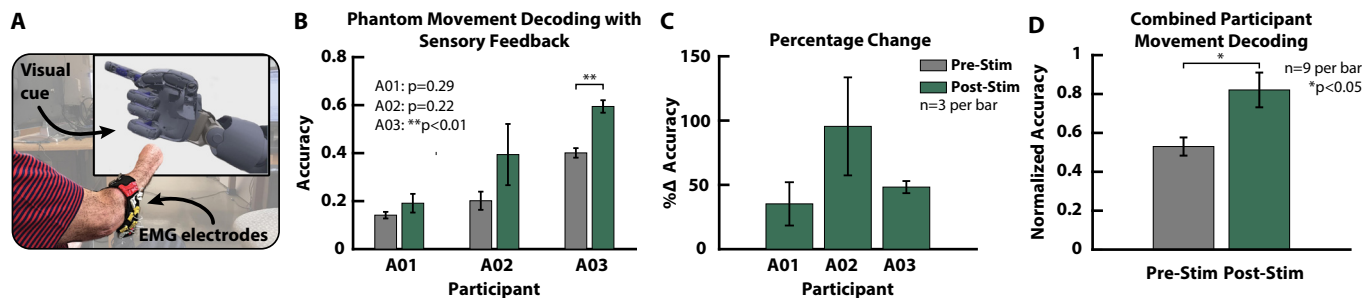 A
Visual
cue
EMG electrodes
B
Phantom Movement Decoding with
Sensory Feedback
0.8
0.6
0.4
0.2
0
Accuracy
A01: p=0.29
A02: p=0.22
A03: **p<0.01
**
A01 A02 A03
Participant
C
Percentage Change
150
100
50
0
%Δ Accuracy
Pre-Stim
Post-Stim
n=3 per bar
A01 A02 A03
Participant
D
Combined Participant
Movement Decoding
1
0.8
0.6
0.4
0.2
0
Normalized Accuracy
*
n=9 per bar
*p<0.05
Pre-Stim Post-Stim